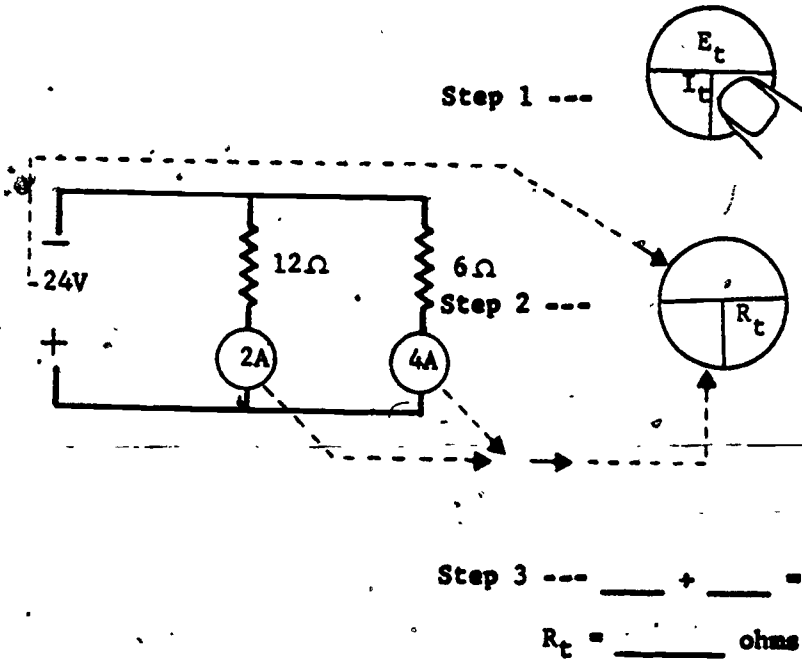 E_t
Step 1 --- I_t
12Ω 6Ω
24V
Step 2 --- R_t
2A 4A
Step 3 --- ____ + ____ =
R_t = ______ ohms